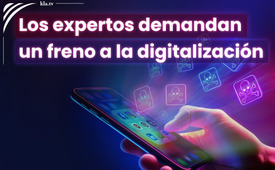 kla.tv
Los expertos demandan
un freno a la digitalización